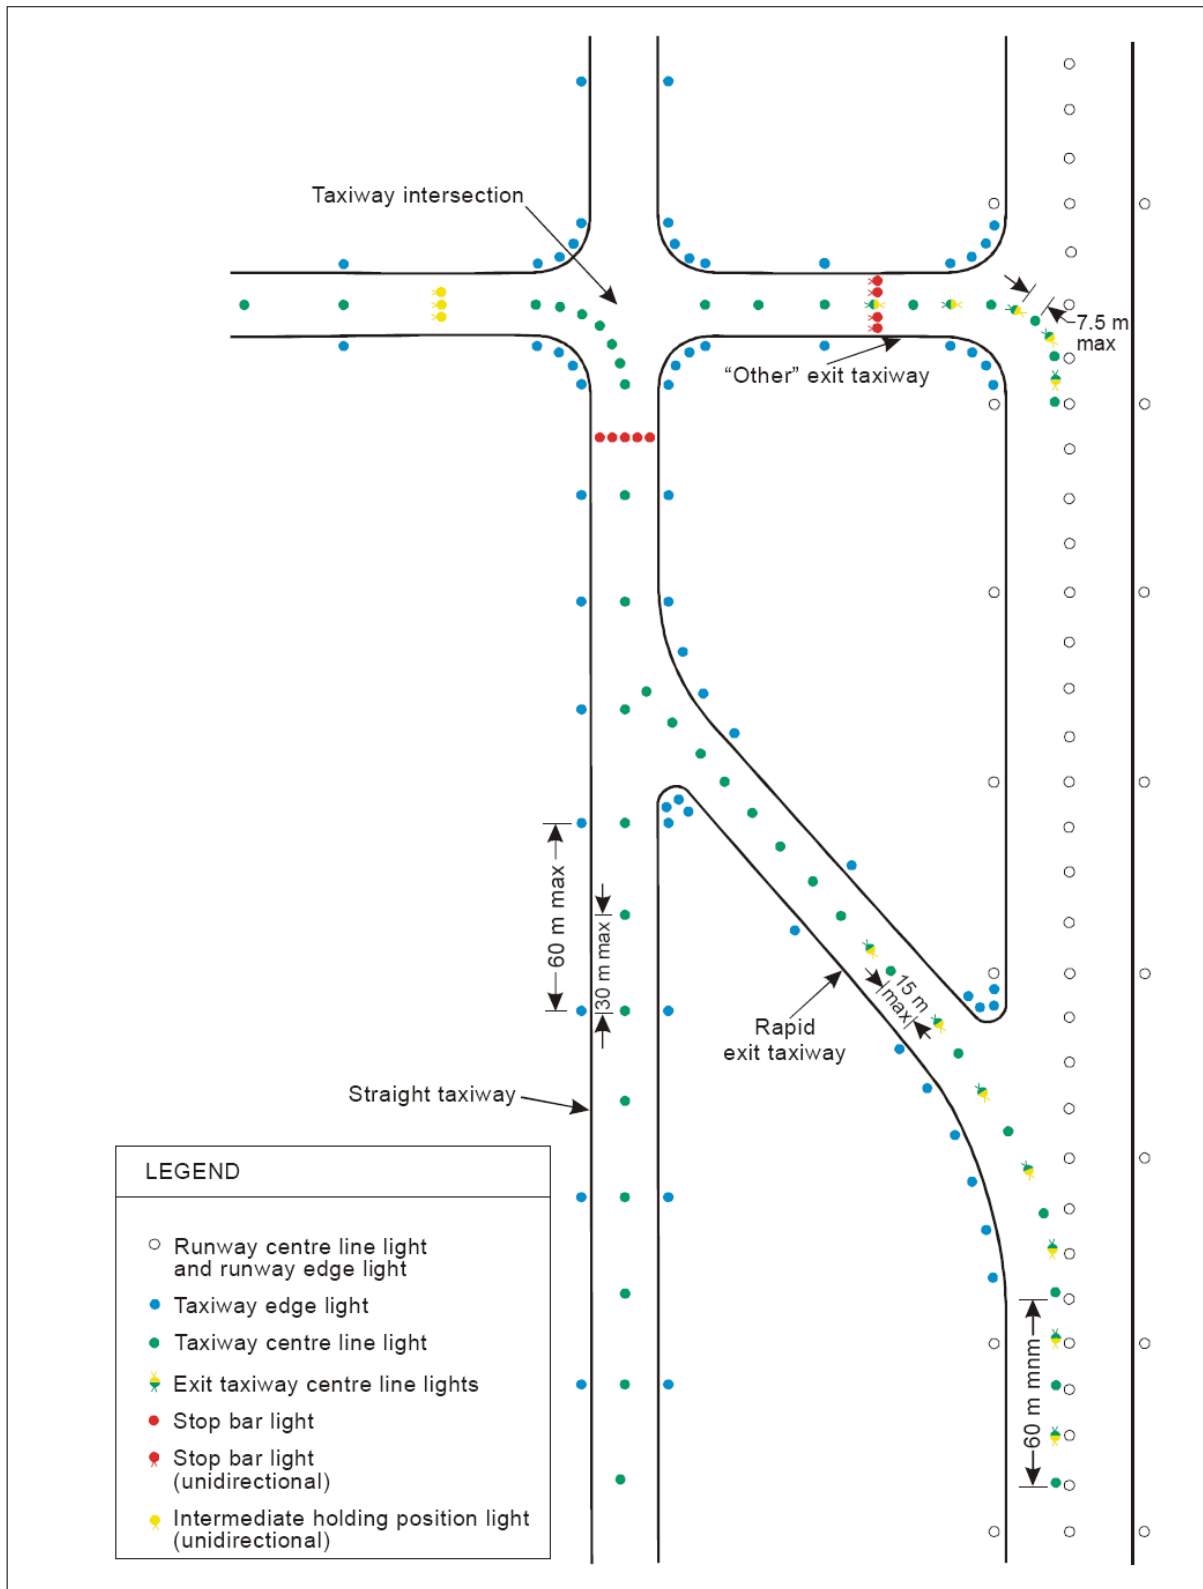 Taxiway intersection
7.5 m
max
“Other” exit taxiway
60 m max
30 m max
15 m
max
Rapid
exit taxiway
Straight taxiway
60 m mnm
LEGEND
Runway centre line light
and runway edge light
Taxiway edge light
Taxiway centre line light
Exit taxiway centre line lights
Stop bar light
Stop bar light
(unidirectional)
Intermediate holding position light
(unidirectional)